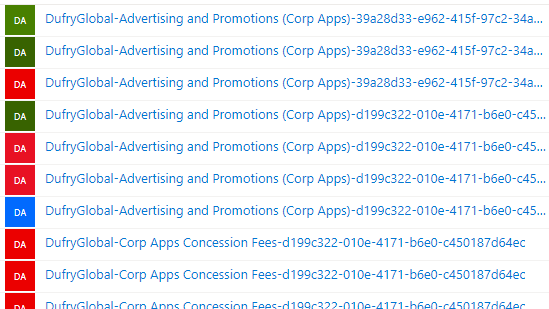 DA DufryGlobal-Advertising and Promotions (Corp Apps)-39a28d33-e962-415f-97c2-34a...
DA DufryGlobal-Advertising and Promotions (Corp Apps)-39a28d33-e962-415f-97c2-34a...
DA DufryGlobal-Advertising and Promotions (Corp Apps)-39a28d33-e962-415f-97c2-34a...
DA DufryGlobal-Advertising and Promotions (Corp Apps)-d199c322-010e-4171-b6e0-c45...
DA DufryGlobal-Advertising and Promotions (Corp Apps)-d199c322-010e-4171-b6e0-c45...
DA DufryGlobal-Advertising and Promotions (Corp Apps)-d199c322-010e-4171-b6e0-c45...
DA DufryGlobal-Advertising and Promotions (Corp Apps)-d199c322-010e-4171-b6e0-c45...
DA DufryGlobal-Corp Apps Concession Fees-d199c322-010e-4171-b6e0-c450187d64ec
DA DufryGlobal-Corp Apps Concession Fees-d199c322-010e-4171-b6e0-c450187d64ec
DA DufryGlobal-Corp Apps Concession Fees-d199c322-010e-4171-b6e0-c450187d64ec